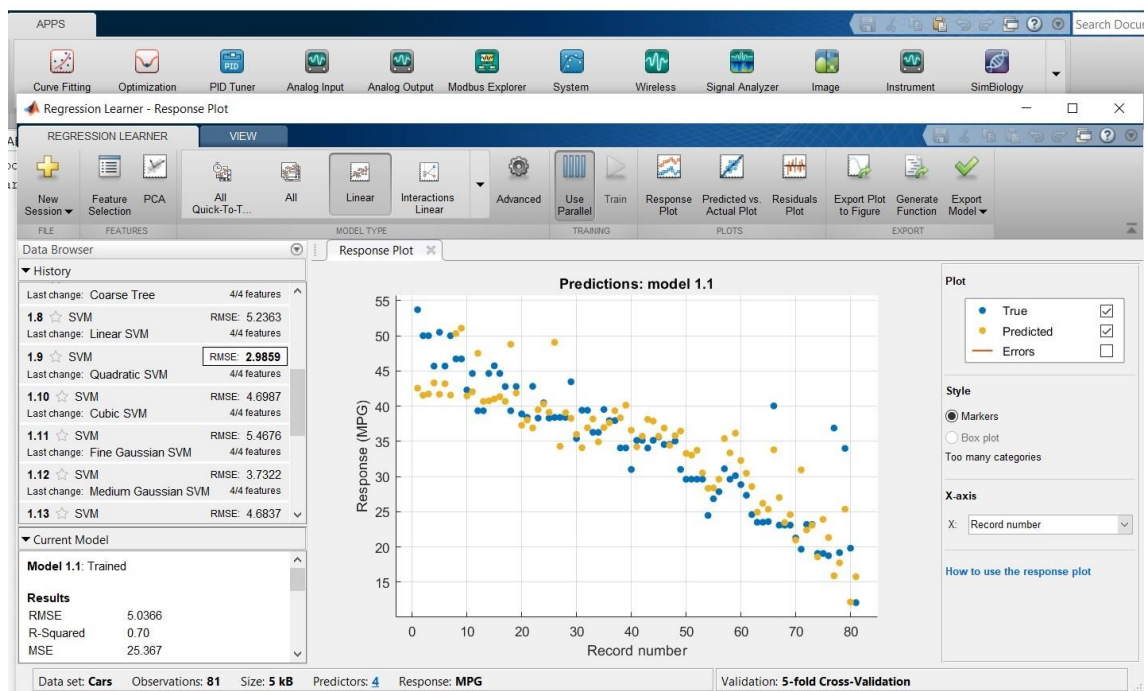 APPS
Search Docu
Curve Fitting Optimization PID Tuner Analog Input Analog Output Modbus Explorer System Wireless Signal Analyzer Image Instrument SimBiology
Regression Learner - Response Plot
REGRESSION LEARNER VIEW
New Session Feature Selection PCA All Quick-To-T... All Linear Interactions Linear Advanced Use Parallel Train Response Plot Predicted vs. Actual Plot Residuals Plot Export Plot to Figure Generate Function Export Model
FILE FEATURES MODEL TYPE TRAINING PLOTS EXPORT
Data Browser
History
Last change: Coarse Tree 4/4 features
1.8 SVM RMSE: 5.2363
Last change: Linear SVM 4/4 features
1.9 SVM RMSE: 2.9859
Last change: Quadratic SVM 4/4 features
1.10 SVM RMSE: 4.6987
Last change: Cubic SVM 4/4 features
1.11 SVM RMSE: 5.4676
Last change: Fine Gaussian SVM 4/4 features
1.12 SVM RMSE: 3.7322
Last change: Medium Gaussian SVM 4/4 features
1.13 SVM RMSE: 4.6837
Current Model
Model 1.1: Trained
Results
RMSE 5.0366
R-Squared 0.70
MSE 25.367
Response Plot
Predictions: model 1.1
Response (MPG)
55
50
45
40
35
30
25
20
15
0 10 20 30 40 50 60 70 80
Record number
Plot
True
Predicted
Errors
Style
Markers
Box plot
Too many categories
X-axis
X: Record number
How to use the response plot
Data set: Cars Observations: 81 Size: 5 kB Predictors: 4 Response: MPG Validation: 5-fold Cross-Validation